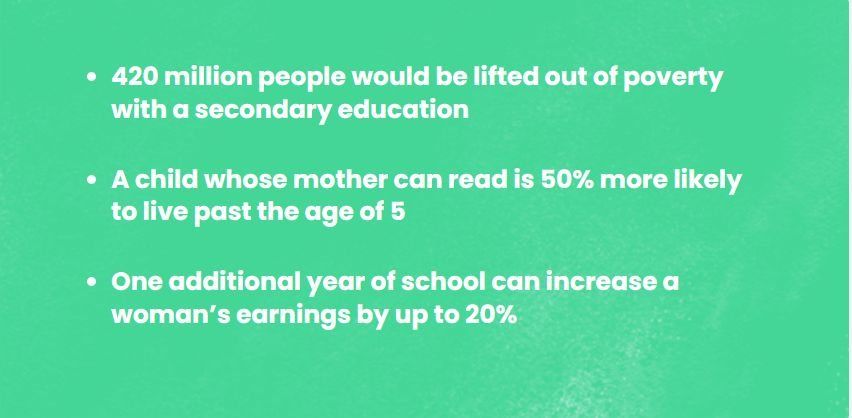 • 420 million people would be lifted out of poverty
with a secondary education
• A child whose mother can read is 50% more likely
to live past the age of 5
• One additional year of school can increase a
woman’s earnings by up to 20%